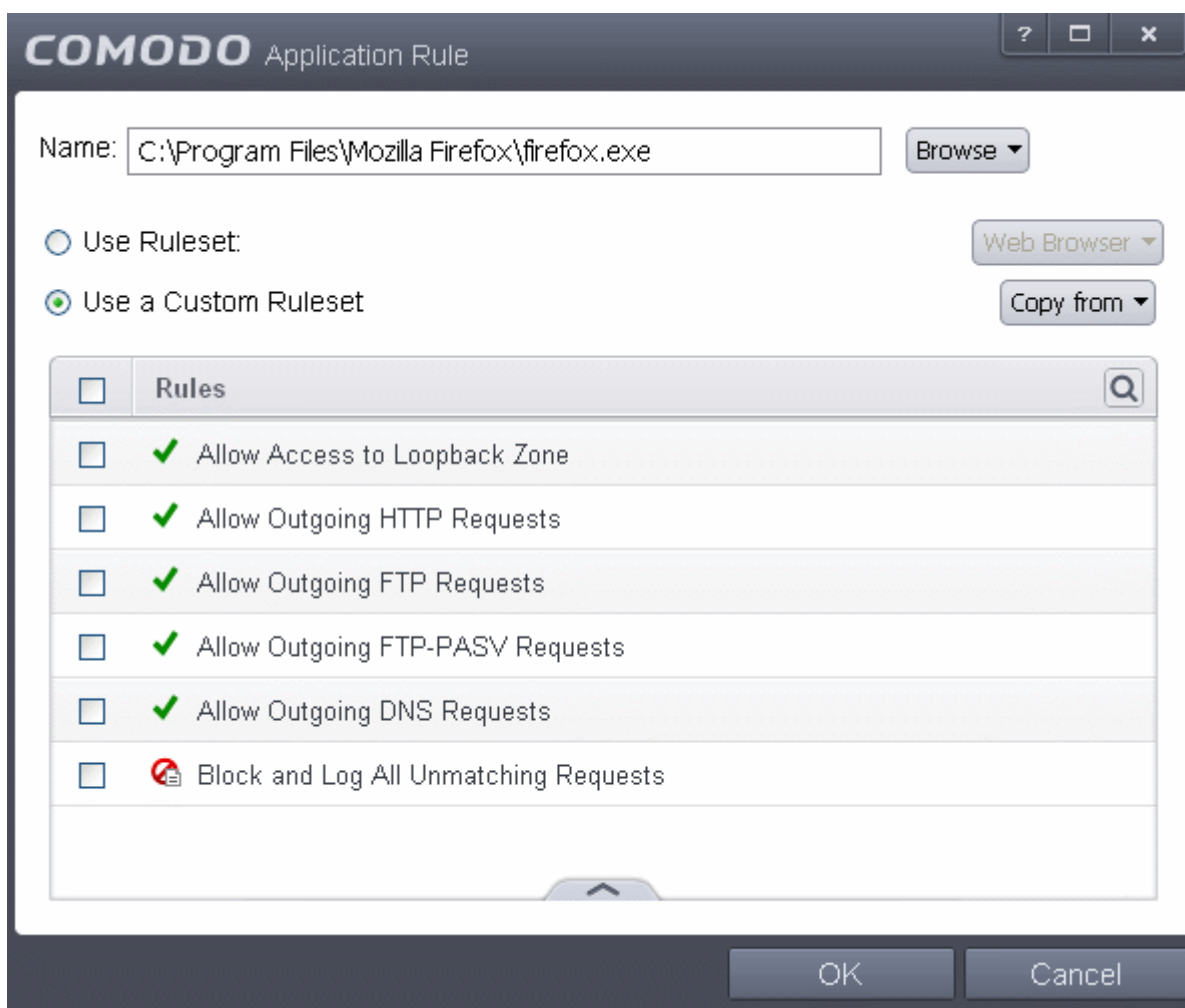 COMODO Application Rule ?
Name: C:\Program Files\Mozilla Firefox\firefox.exe Browse
Use Ruleset: Web Browser
Use a Custom Ruleset Copy from
Rules
Allow Access to Loopback Zone
Allow Outgoing HTTP Requests
Allow Outgoing FTP Requests
Allow Outgoing FTP-PASV Requests
Allow Outgoing DNS Requests
Block and Log All Unmatching Requests
OK Cancel